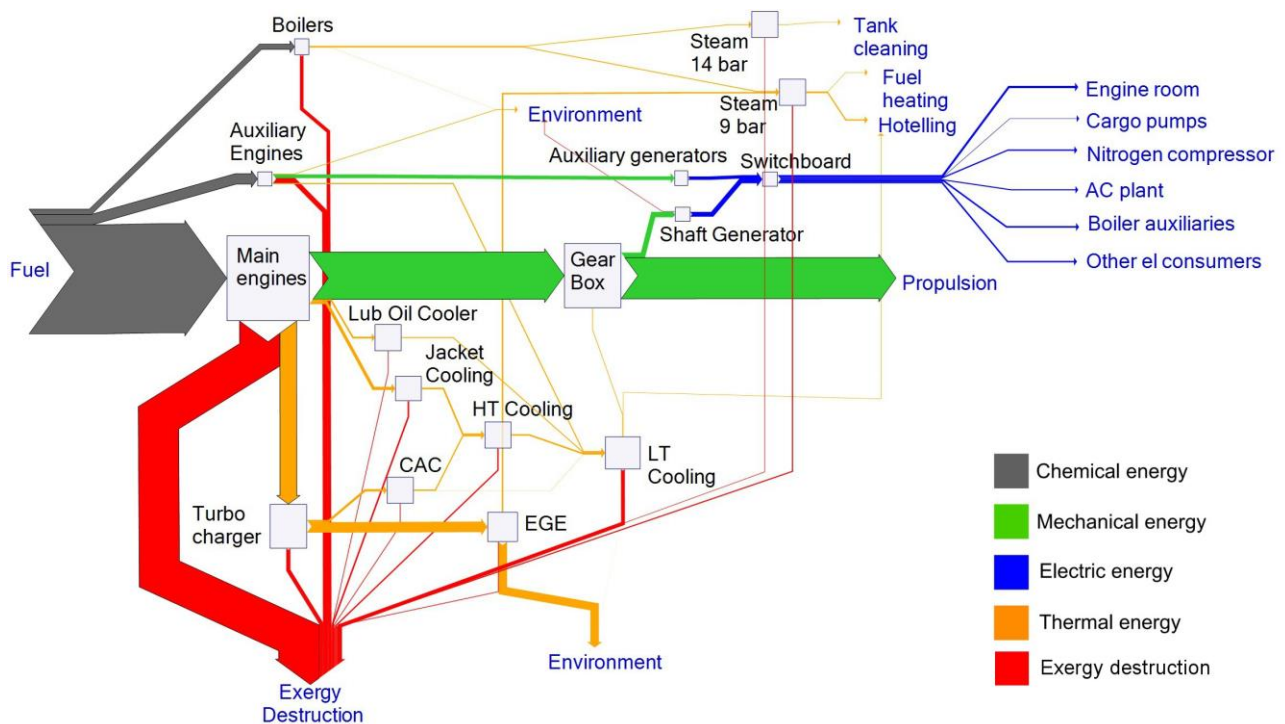 Boilers
Steam
14 bar
Tank
cleaning
Fuel
heating
Steam
9 bar
Hotelling
Environment
Engine room
Cargo pumps
Nitrogen compressor
AC plant
Boiler auxiliaries
Other el consumers
Auxiliary
Engines
Auxiliary generators
Switchboard
Shaft Generator
Fuel
Main
engines
Gear
Box
Propulsion
Lub Oil Cooler
Jacket
Cooling
HT Cooling
CAC
LT
Cooling
Turbo
charger
EGE
Environment
Exergy
Destruction
Chemical energy
Mechanical energy
Electric energy
Thermal energy
Exergy destruction